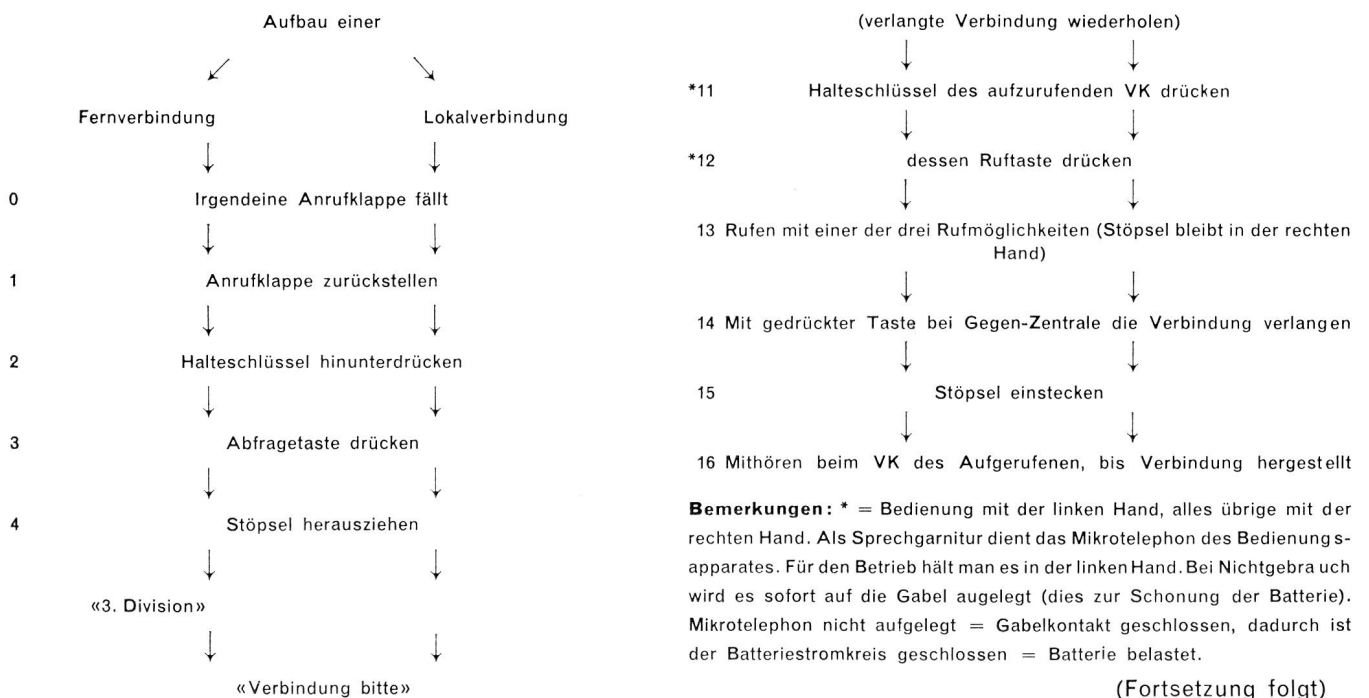 Aufbau einer
Fernverbindung Lokalverbindung
0 Irgendeine Anrufklappe fällt
1 Anrufklappe zurückstellen
2 Halteschlüssel hinunterdrücken
3 Abfragetaste drücken
4 Stöpsel herausziehen
«3. Division»
«Verbindung bitte»
(verlangte Verbindung wiederholen)
*11 Halteschlüssel des aufzurufenden VK drücken
*12 dessen Ruftaste drücken
13 Rufen mit einer der drei Rufmöglichkeiten (Stöpsel bleibt in der rechten
Hand)
14 Mit gedrückter Taste bei Gegen-Zentrale die Verbindung verlangen
15 Stöpsel einstecken
16 Mithören beim VK des Aufgerufenen, bis Verbindung hergestellt
Bemerkungen: * = Bedienung mit der linken Hand, alles übrige mit der
rechten Hand. Als Sprechgarnitur dient das Mikrotelephon des Bedienungs-
apparates. Für den Betrieb hält man es in der linken Hand. Bei Nichtgebrauch
wird es sofort auf die Gabel augelegt (dies zur Schonung der Batterie).
Mikrotelephon nicht aufgelegt = Gabelkontakt geschlossen, dadurch ist
der Batteriestromkreis geschlossen = Batterie belastet.
(Fortsetzung folgt)